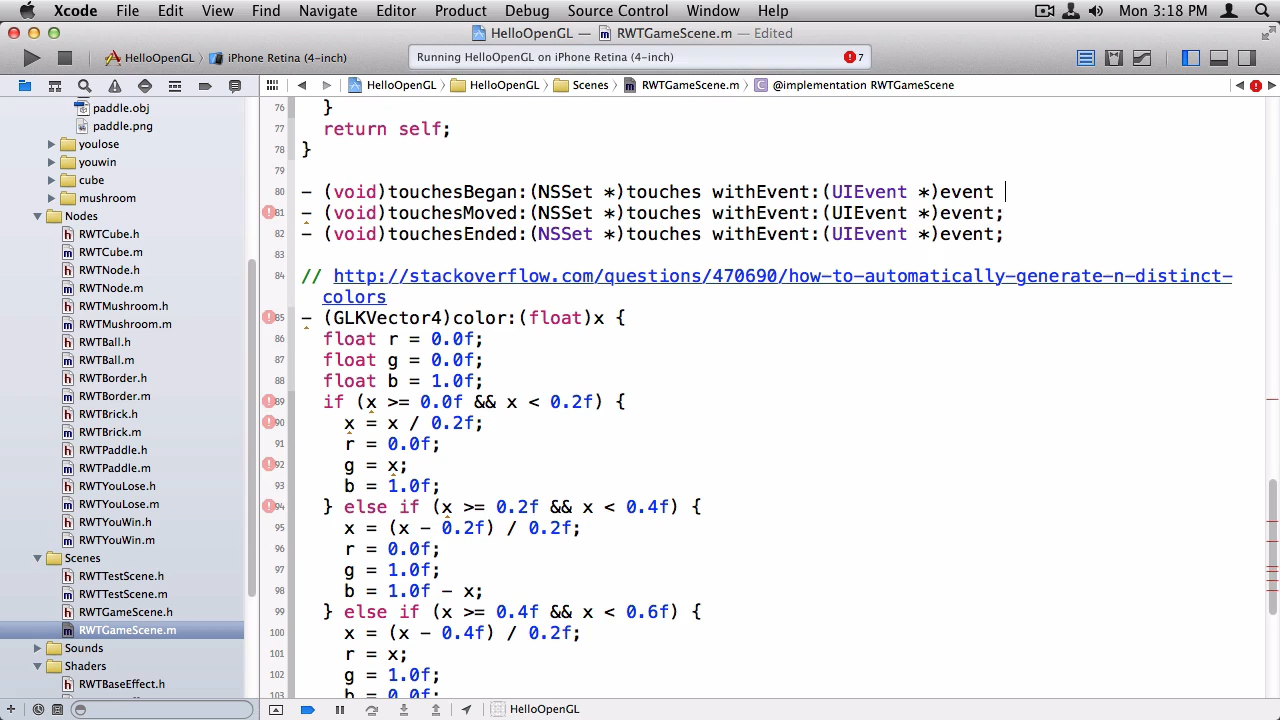 Xcode File Edit View Find Navigate Editor Product Debug Source Control Window Help Mon 3:18 PM
HelloOpenGL — RWTGameScene.m — Edited
HelloOpenGL iPhone Retina (4-inch) Running HelloOpenGL on iPhone Retina (4-inch) 7
HelloOpenGL HelloOpenGL Scenes RWTGameScene.m @implementation RWTGameScene
paddle.obj
paddle.png
youlose
youwin
cube
mushroom
Nodes
RWTCube.h
RWTCube.m
RWTNode.h
RWTNode.m
RWTMushroom.h
RWTMushroom.m
RWTBall.h
RWTBall.m
RWTBorder.h
RWTBorder.m
RWTBrick.h
RWTBrick.m
RWTPaddle.h
RWTPaddle.m
RWTYouLose.h
RWTYouLose.m
RWTYouWin.h
RWTYouWin.m
Scenes
RWTTestScene.h
RWTTestScene.m
RWTGameScene.h
RWTGameScene.m
Sounds
Shaders
RWTBaseEffect.h
76 }
77 return self;
78 }
79
80 - (void)touchesBegan:(NSSet *)touches withEvent:(UIEvent *)event
81 - (void)touchesMoved:(NSSet *)touches withEvent:(UIEvent *)event;
82 - (void)touchesEnded:(NSSet *)touches withEvent:(UIEvent *)event;
83
84 // http://stackoverflow.com/questions/470690/how-to-automatically-generate-n-distinct-
colors
85 - (GLKVector4)color:(float)x {
86 float r = 0.0f;
87 float g = 0.0f;
88 float b = 1.0f;
89 if (x >= 0.0f && x < 0.2f) {
90 x = x / 0.2f;
91 r = 0.0f;
92 g = x;
93 b = 1.0f;
94 } else if (x >= 0.2f && x < 0.4f) {
95 x = (x - 0.2f) / 0.2f;
96 r = 0.0f;
97 g = 1.0f;
98 b = 1.0f - x;
99 } else if (x >= 0.4f && x < 0.6f) {
100 x = (x - 0.4f) / 0.2f;
101 r = x;
102 g = 1.0f;
103 b = 0.0f;
HelloOpenGL